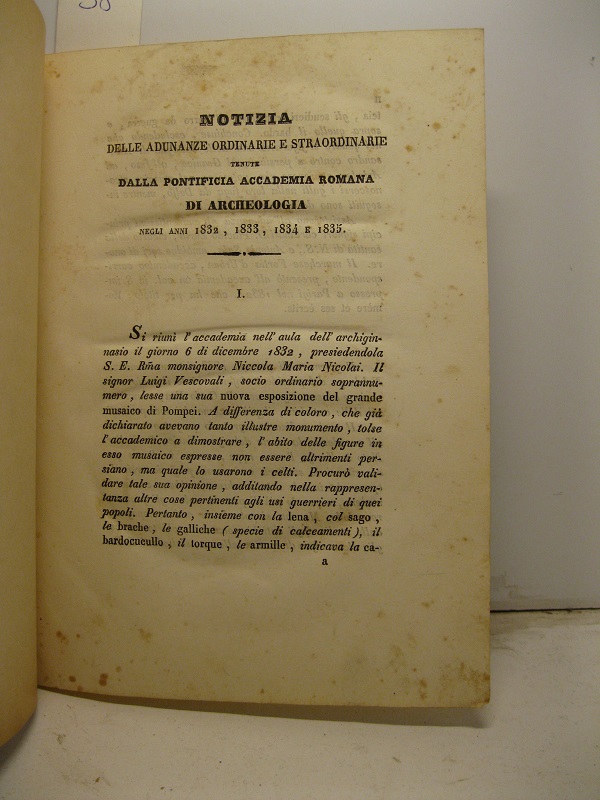 NOTIZIA
DELLE ADUNANZE ORDINARIE E STRAORDINARIE
TENUTE
DALLA PONTIFICIA ACCADEMIA ROMANA
DI ARCHEOLOGIA
NEGLI ANNI 1832, 1833, 1834 E 1835.
I.
Si riunì l'accademia nell'aula dell'archigin-
nasio il giorno 6 di dicembre 1832, presiedendola
S. E. Rma monsignore Niccola Maria Nicolai. Il
signor Luigi Vescovali, socio ordinario soprannu-
mero, lesse una sua nuova esposizione del grande
musaico di Pompei. A differenza di coloro, che già
dichiarato avevano tanto illustre monumento, tolse
l'accademico a dimostrare, l'abito delle figure in
esso musaico espresse non essere altrimenti per-
siano, ma quale lo usarono i celti. Procurò vali-
dare tale sua opinione, additando nella rappresen-
tanza altre cose pertinenti agli usi guerrieri di quei
popoli. Pertanto, insieme con la lena, col sago,
le brache, le galliche (specie di calceamenti), il
bardocucullo, il torque, le armille, indicava la ca-
a